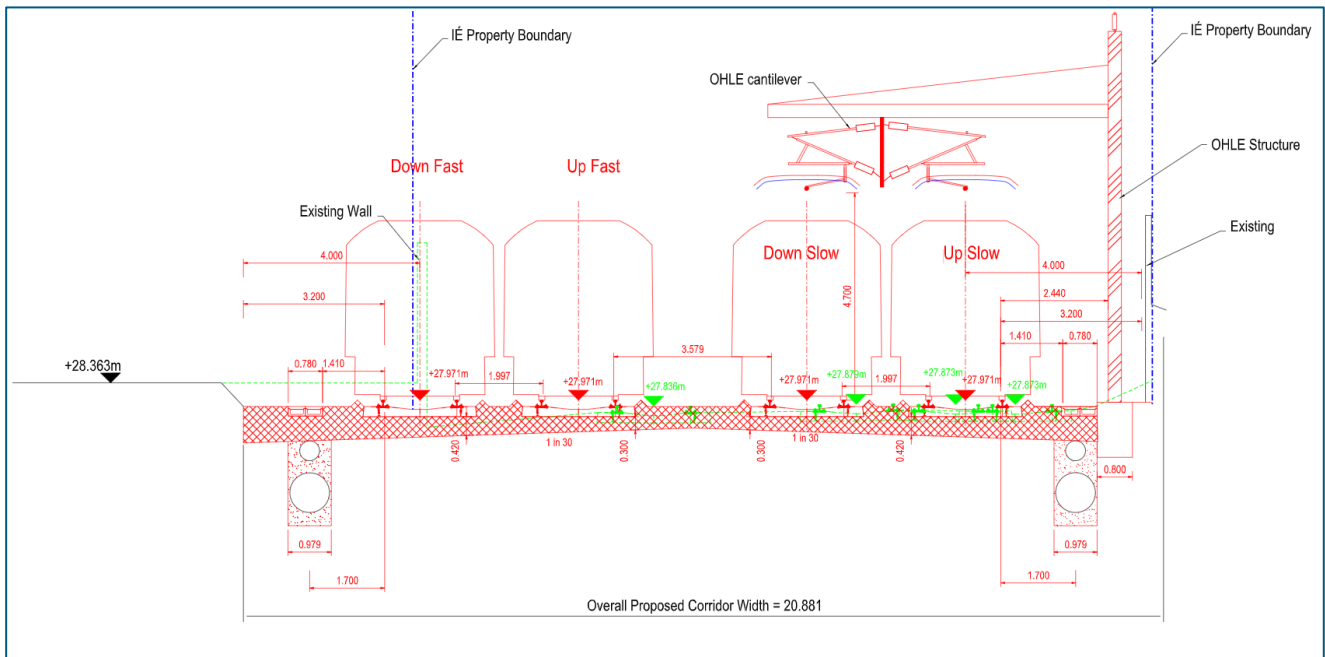 IÉ Property Boundary
IÉ Property Boundary
OHLE cantilever
OHLE Structure
Down Fast
Up Fast
Existing Wall
Existing
Down Slow
Up Slow
4.000
4.000
4.700
3.200
2.440
3.200
0.780
1.410
3.579
1.410
0.780
+28.363m
+27.971m
1.997
+27.971m
+27.836m
+27.971m
+27.879m
1.997
+27.873m
+27.971m
+27.873m
0.420
1 in 30
0.300
0.300
1 in 30
0.420
0.800
0.979
0.979
1.700
1.700
Overall Proposed Corridor Width = 20.881